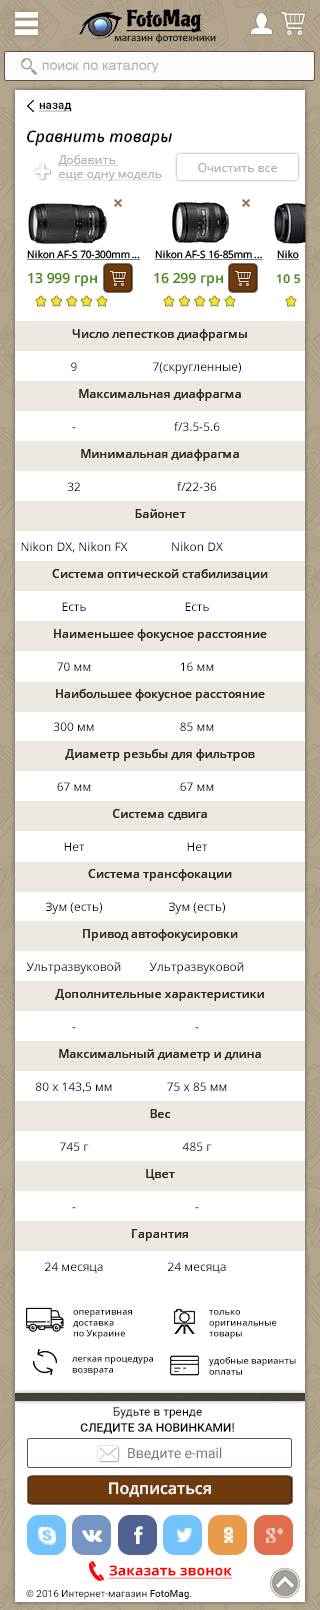 FotoMag
магазин фототехники
поиск по каталогу
назад
Сравнить товары
Добавить
еще одну модель
Очистить все
Nikon AF-S 70-300mm ... Nikon AF-S 16-85mm ... Niko
13 999 грн 16 299 грн 10 5
Число лепестков диафрагмы
9 7(скругленные)
Максимальная диафрагма
- f/3.5-5.6
Минимальная диафрагма
32 f/22-36
Байонет
Nikon DX, Nikon FX Nikon DX
Система оптической стабилизации
Есть Есть
Наименьшее фокусное расстояние
70 мм 16 мм
Наибольшее фокусное расстояние
300 мм 85 мм
Диаметр резьбы для фильтров
67 мм 67 мм
Система сдвига
Нет Нет
Система трансфокации
Зум (есть) Зум (есть)
Привод автофокусировки
Ультразвуковой Ультразвуковой
Дополнительные характеристики
- -
Максимальный диаметр и длина
80 x 143,5 мм 75 x 85 мм
Вес
745 г 485 г
Цвет
- -
Гарантия
24 месяца 24 месяца
оперативная
доставка
по Украине
только
оригинальные
товары
легкая процедура
возврата
удобные варианты
оплаты
Будьте в тренде
СЛЕДИТЕ ЗА НОВИНКАМИ!
Введите e-mail
Подписаться
Заказать звонок
© 2016 Интернет-магазин FotoMag.